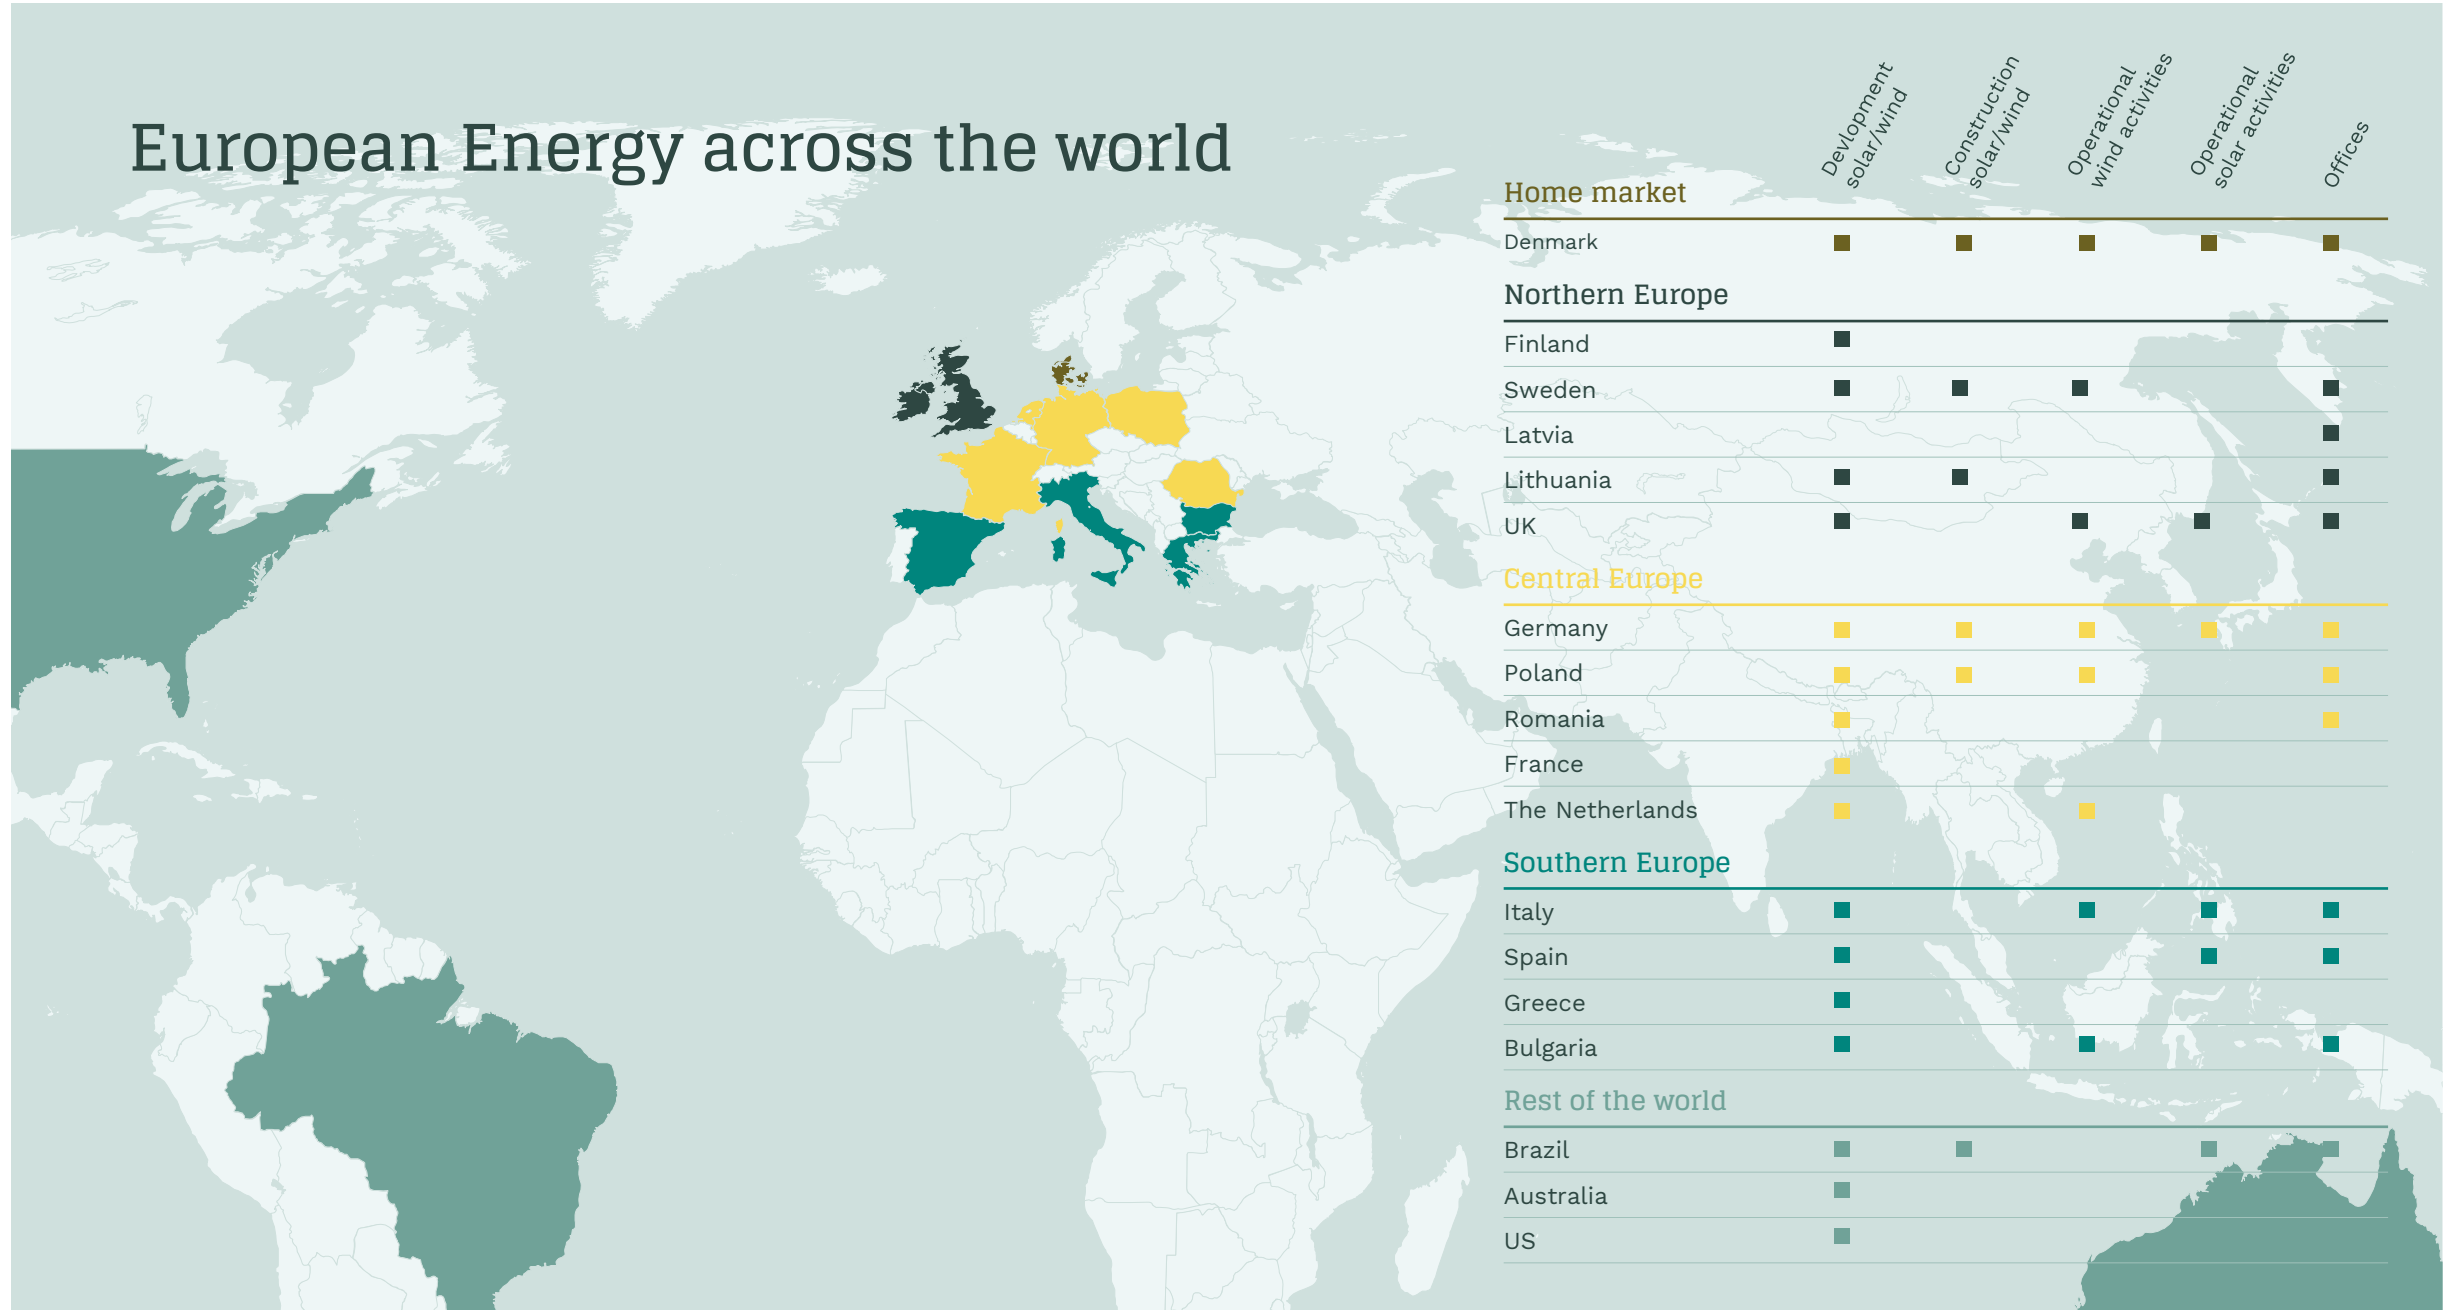 European Energy across the world
Devlopment
solar/wind
Construction
solar/wind
Operational
wind activities
Operational
solar activities
Offices
Home market
Denmark
Northern Europe
Finland
Sweden
Latvia
Lithuania
UK
Central Europe
Germany
Poland
Romania
France
The Netherlands
Southern Europe
Italy
Spain
Greece
Bulgaria
Rest of the world
Brazil
Australia
US